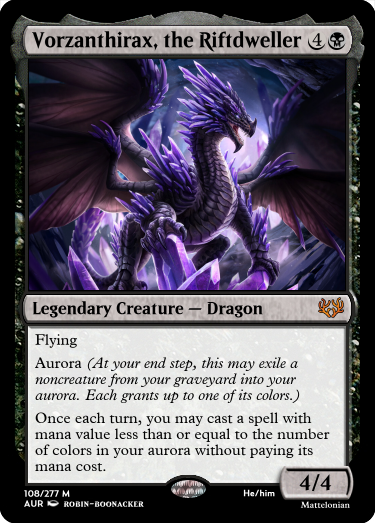 Vorzanthirax, the Riftdweller 4
Legendary Creature — Dragon
Flying
Aurora (At your end step, this may exile a
noncreature from your graveyard into your
aurora. Each grants up to one of its colors.)
Once each turn, you may cast a spell with
mana value less than or equal to the number
of colors in your aurora without paying its
mana cost.
4/4
108/277 M
He/him
AUR ROBIN-BOONACKER
Mattelonian